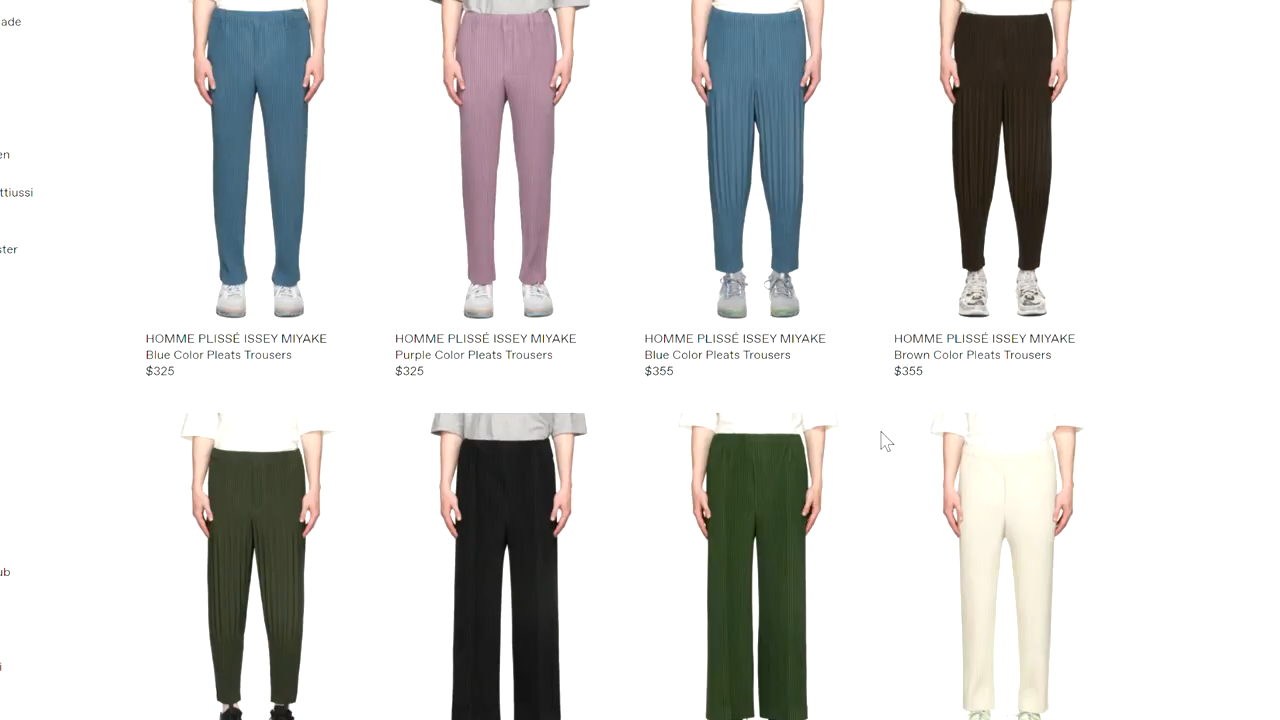 ade
en
ttiussi
ster
HOMME PLISSÉ ISSEY MIYAKE
Blue Color Pleats Trousers
$325
HOMME PLISSÉ ISSEY MIYAKE
Purple Color Pleats Trousers
$325
HOMME PLISSÉ ISSEY MIYAKE
Blue Color Pleats Trousers
$355
HOMME PLISSÉ ISSEY MIYAKE
Brown Color Pleats Trousers
$355
ub
i